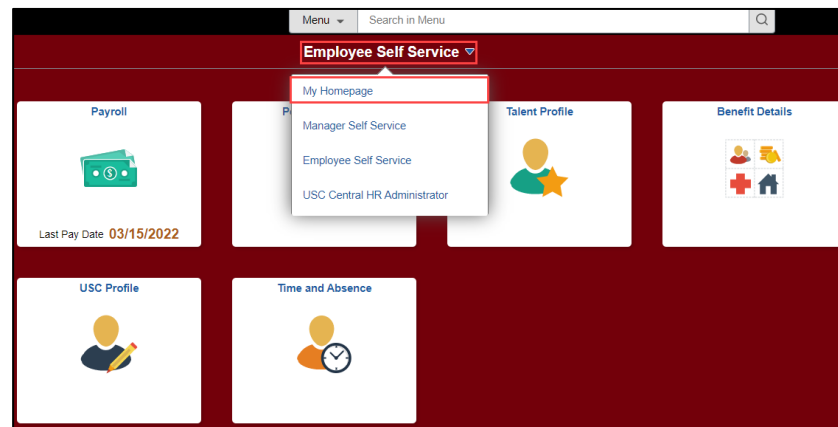 Menu
Search in Menu
Employee Self Service
My Homepage
Manager Self Service
Employee Self Service
USC Central HR Administrator
Payroll
Last Pay Date 03/15/2022
Talent Profile
Benefit Details
USC Profile
Time and Absence